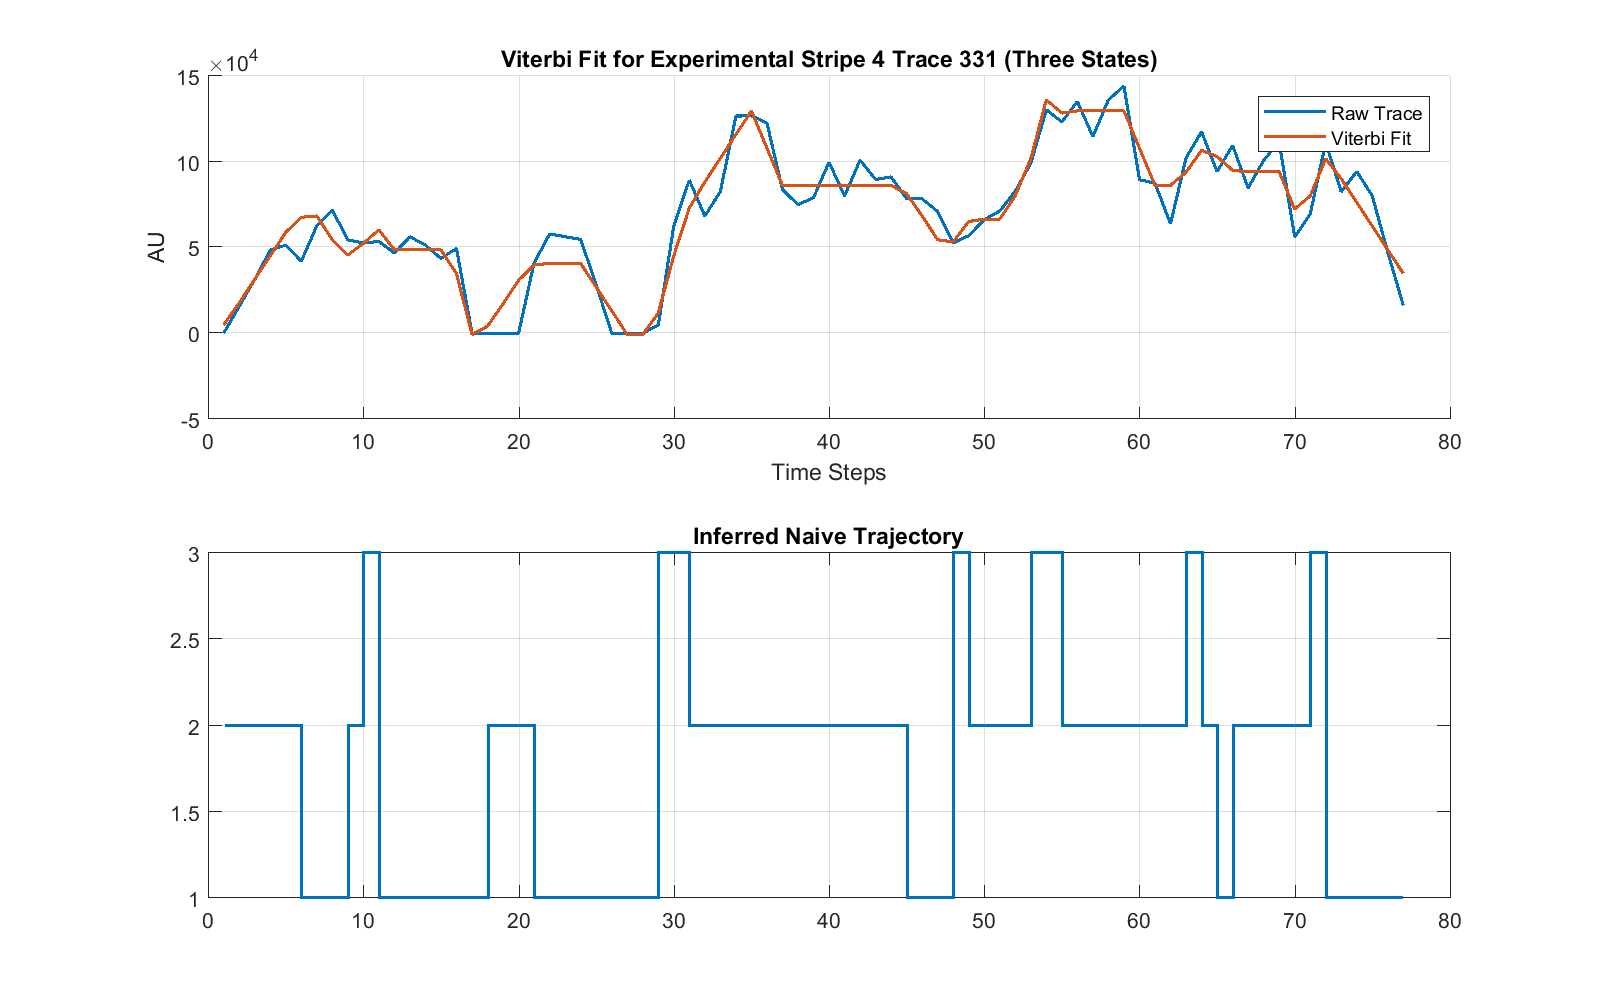 Viterbi Fit for Experimental Stripe 4 Trace 331 (Three States)
×10⁴
15
10
5
0
-5
AU
Raw Trace
Viterbi Fit
0 10 20 30 40 50 60 70 80
Time Steps
Inferred Naive Trajectory
3
2.5
2
1.5
1
0 10 20 30 40 50 60 70 80